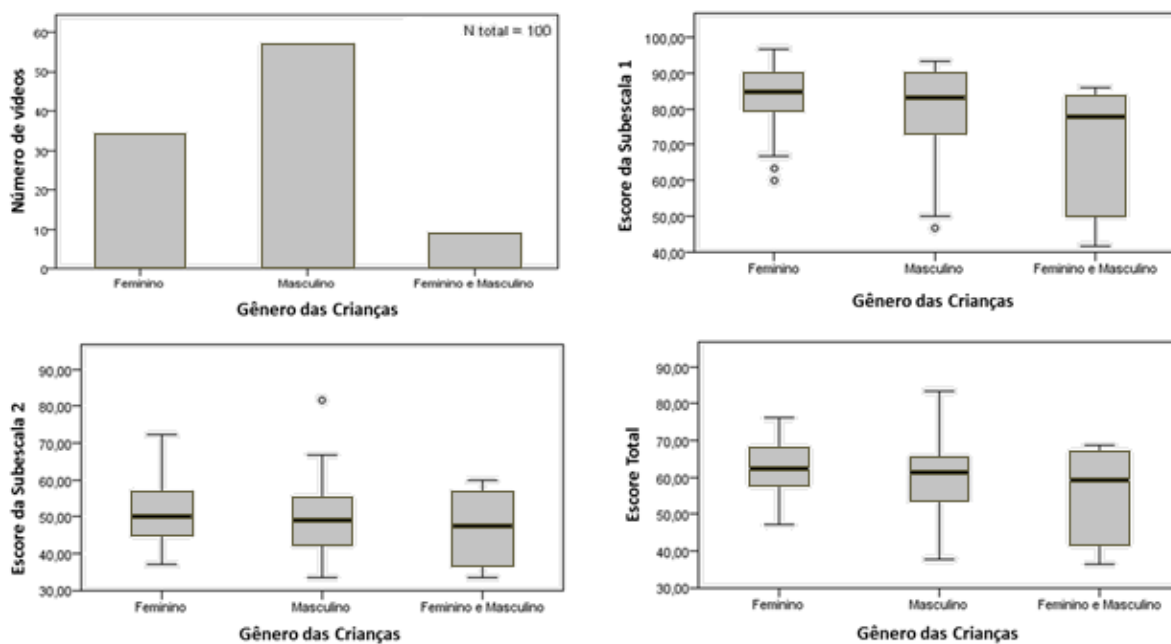 N total = 100
Número de vídeos
60
50
40
30
20
10
0
Feminino
Masculino
Feminino e Masculino
Gênero das Crianças
Escore da Subescala 1
100,00
90,00
80,00
70,00
60,00
50,00
40,00
Feminino
Masculino
Feminino e Masculino
Gênero das Crianças
Escore da Subescala 2
90,00
80,00
70,00
60,00
50,00
40,00
30,00
Feminino
Masculino
Feminino e Masculino
Gênero das Crianças
Escore Total
90,00
80,00
70,00
60,00
50,00
40,00
30,00
Feminino
Masculino
Feminino e Masculino
Gênero das Crianças